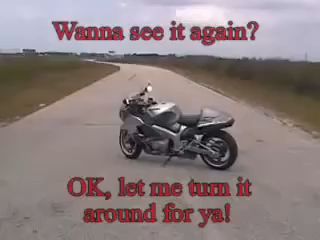 Wanna see it again?
OK, let me turn it
around for ya!